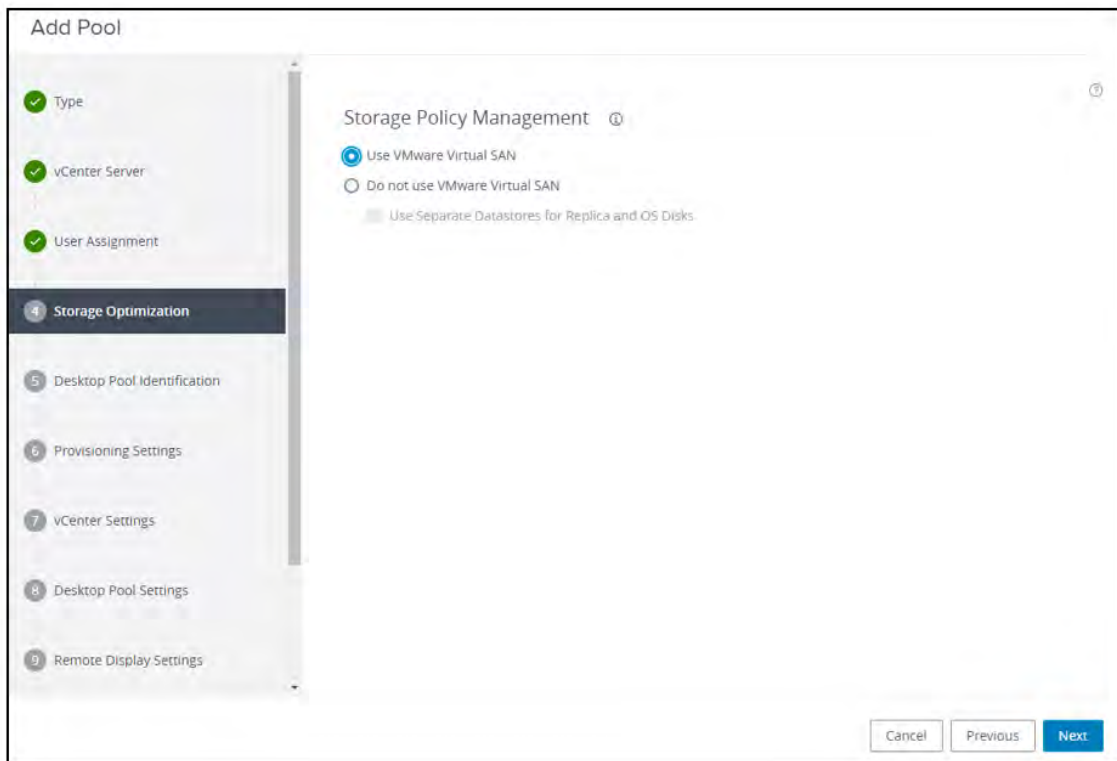 Add Pool
Type
vCenter Server
User Assignment
4 Storage Optimization
5 Desktop Pool Identification
6 Provisioning Settings
7 vCenter Settings
8 Desktop Pool Settings
9 Remote Display Settings
Storage Policy Management
Use VMware Virtual SAN
Do not use VMware Virtual SAN
Use Separate Datastores for Replica and OS Disks
Cancel Previous Next